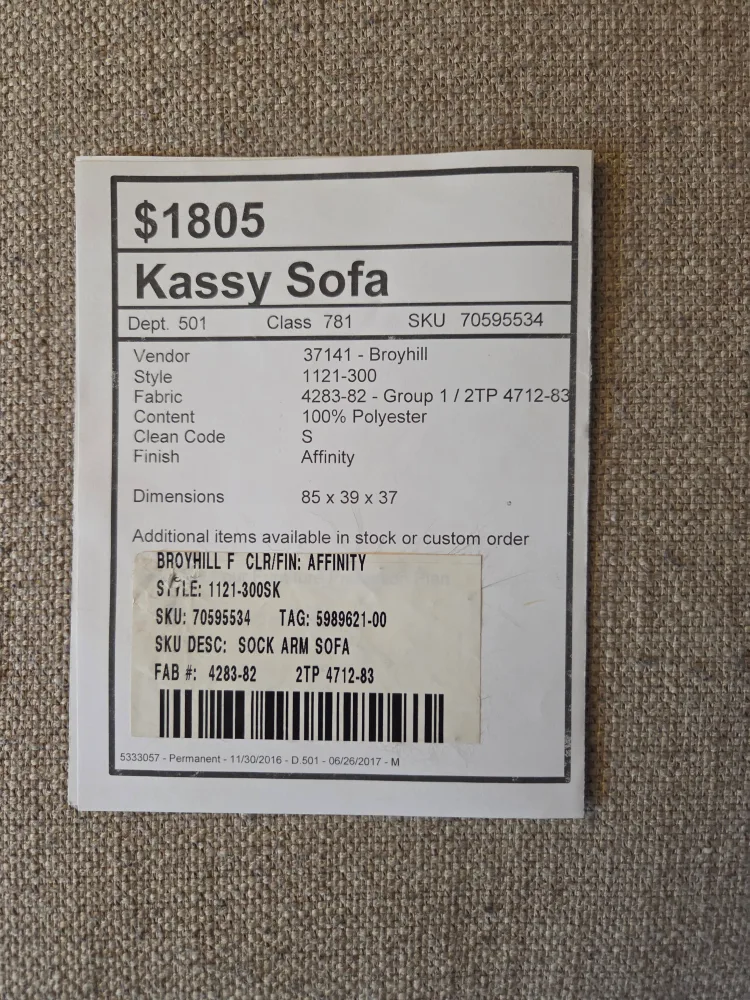 $1805
Kassy Sofa
Dept. 501 Class 781 SKU 70595534
Vendor 37141 - Broyhill
Style 1121-300
Fabric 4283-82 - Group 1 / 2TP 4712-83
Content 100% Polyester
Clean Code S
Finish Affinity
Dimensions 85 x 39 x 37
Additional items available in stock or custom order
BROYHILL F CLR/FIN: AFFINITY
STYLE: 1121-300SK
SKU: 70595534 TAG: 5989621-00
SKU DESC: SOCK ARM SOFA
FAB #: 4283-82 2TP 4712-83
5333057 - Permanent - 11/30/2016 - D.501 - 06/26/2017 - M